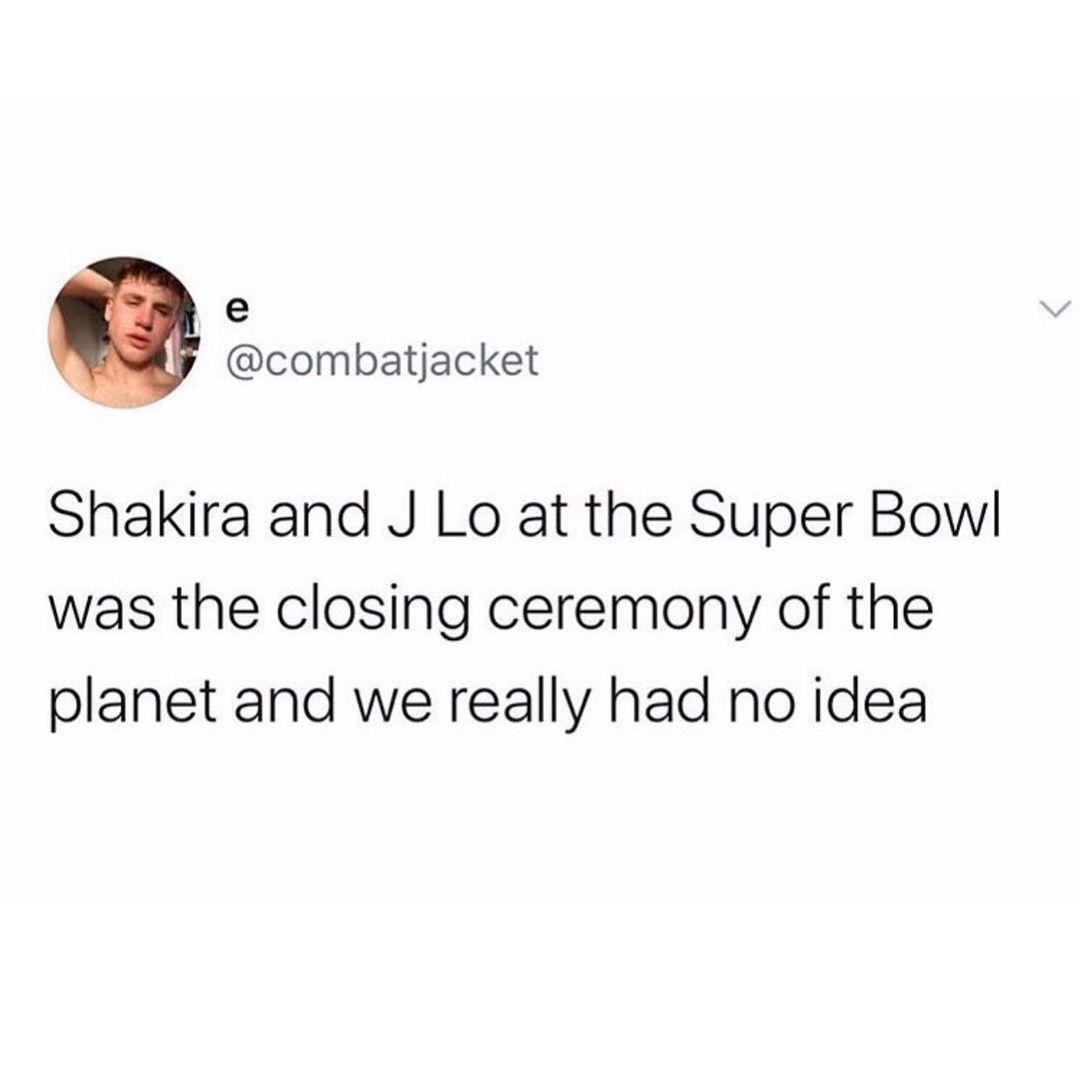 e
@combatjacket
Shakira and J Lo at the Super Bowl
was the closing ceremony of the
planet and we really had no idea